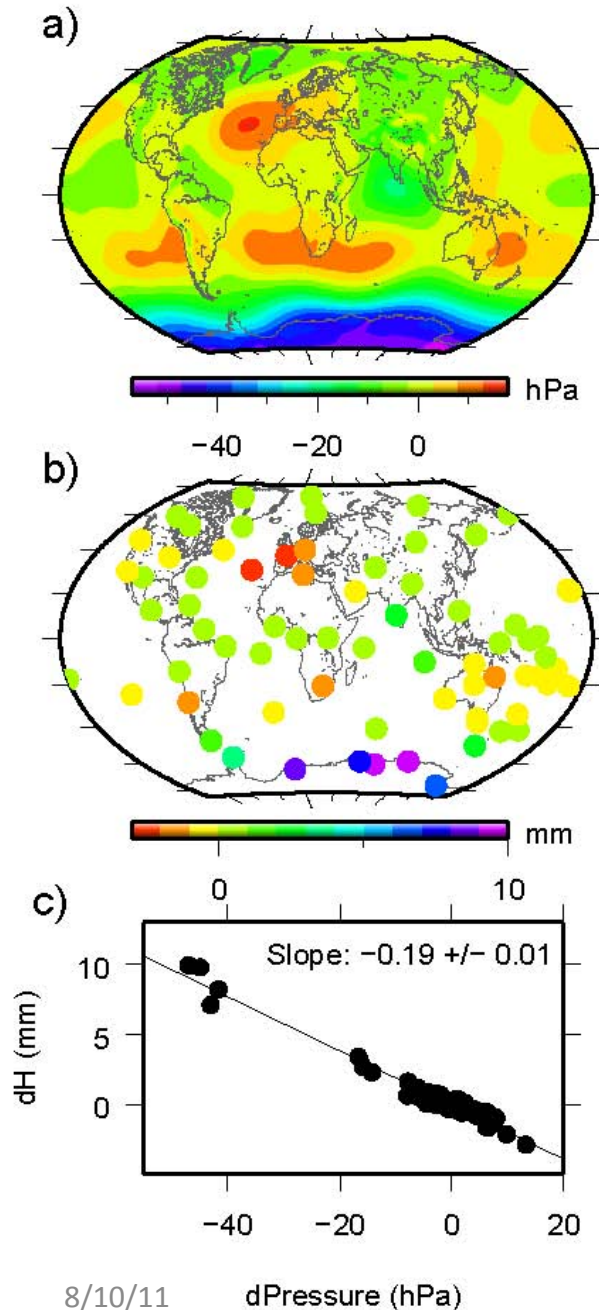 a)
hPa
−40 −20 0
b)
mm
0 10
c)
Slope: −0.19 +/− 0.01
10
5
0
dH (mm)
−40 −20 0 20
8/10/11 dPressure (hPa)